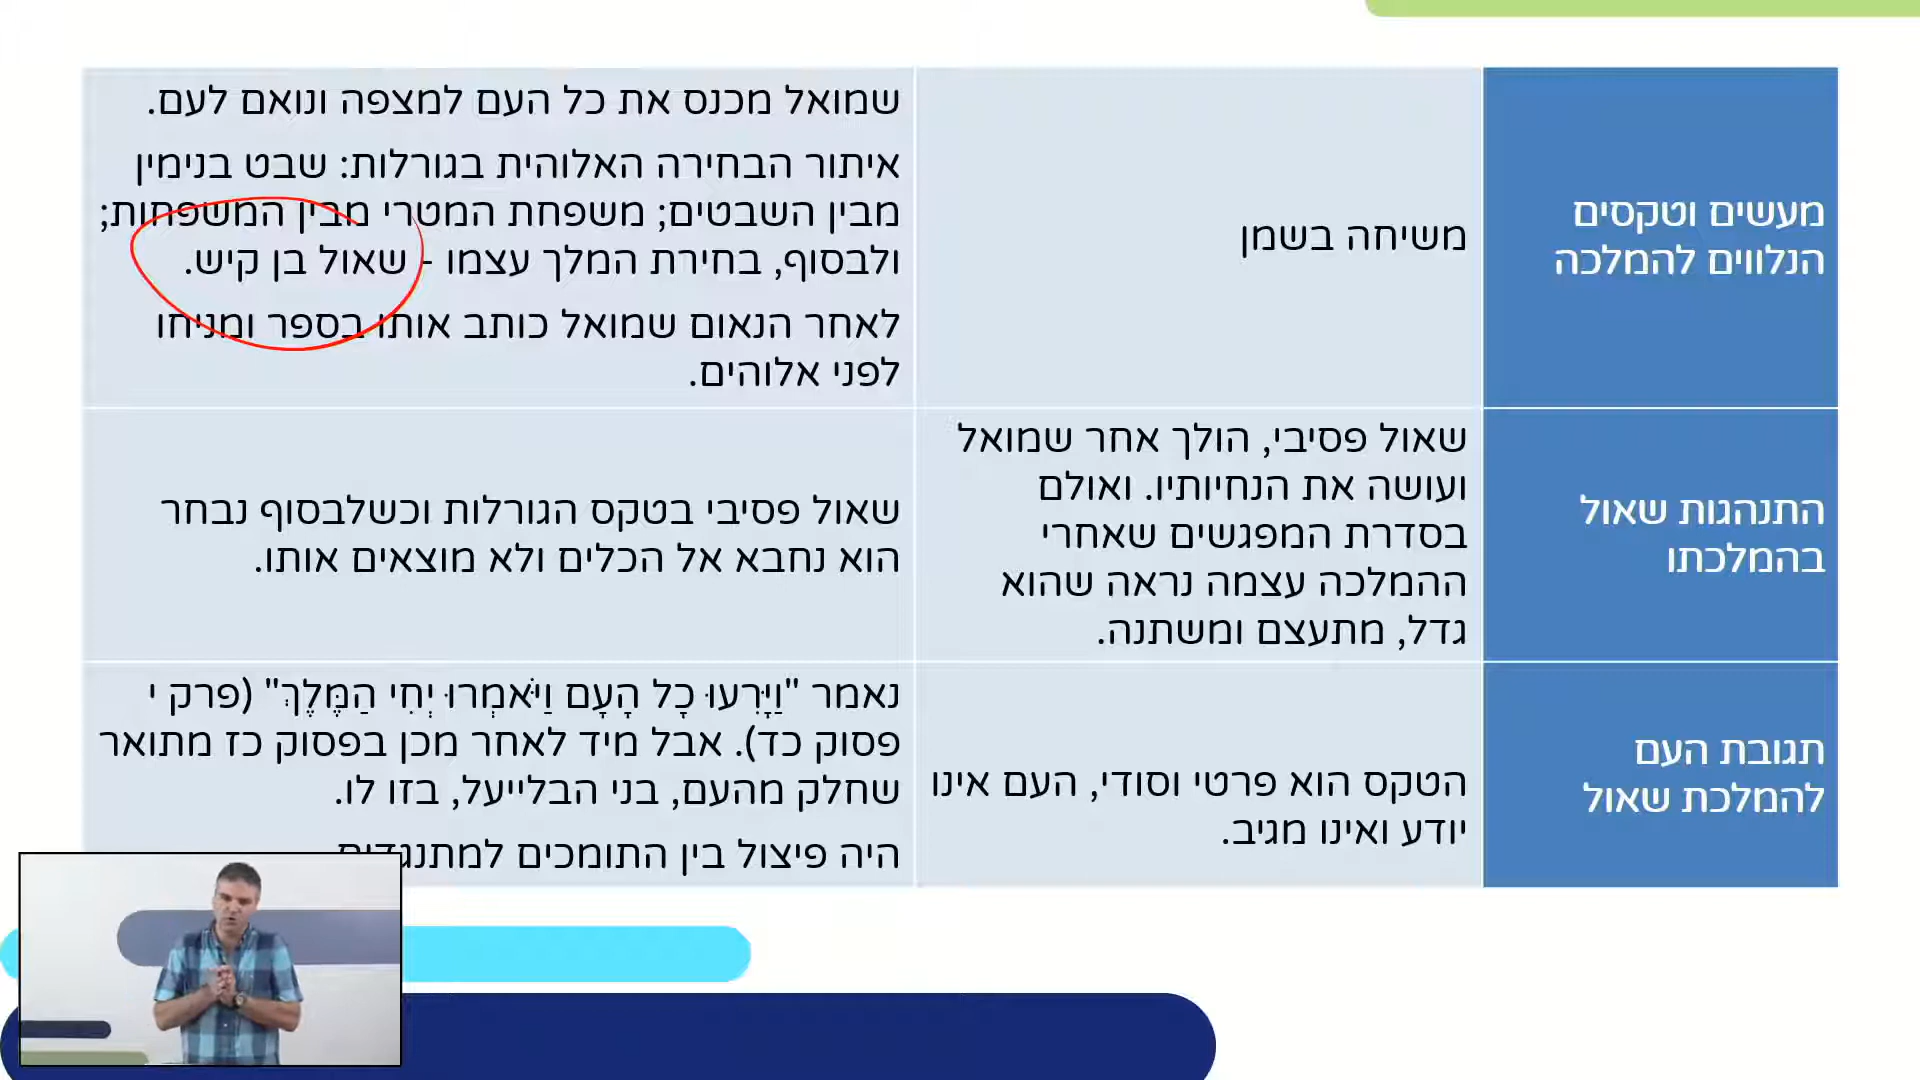 מעשים וטקסים
הנלווים להמלכה
משיחה בשמן
שמואל מכנס את כל העם למצפה ונואם לעם.
איתור הבחירה האלוהית בגורלות: שבט בנימין
מבין השבטים; משפחת המטרי מבין המשפחות;
ולבסוף, בחירת המלך עצמו - שאול בן קיש.
לאחר הנאום שמואל כותב אותו בספר ומניחו
לפני אלוהים.
התנהגות שאול
בהמלכתו
שאול פסיבי, הולך אחר שמואל
ועושה את הנחיותיו. ואולם
בסדרת המפגשים שאחרי
ההמלכה עצמה נראה שהוא
גדל, מתעצם ומשתנה.
שאול פסיבי בטקס הגורלות וכשלבסוף נבחר
הוא נחבא אל הכלים ולא מוצאים אותו.
תגובת העם
להמלכת שאול
הטקס הוא פרטי וסודי, העם אינו
יודע ואינו מגיב.
נאמר "וַיָּרִעוּ כָל הָעָם וַיֹּאמְרוּ יְחִי הַמֶּלֶךְ" (פרק י
פסוק כד). אבל מיד לאחר מכן בפסוק כז מתואר
שחלק מהעם, בני הבלייעל, בזו לו.
היה פיצול בין התומכים